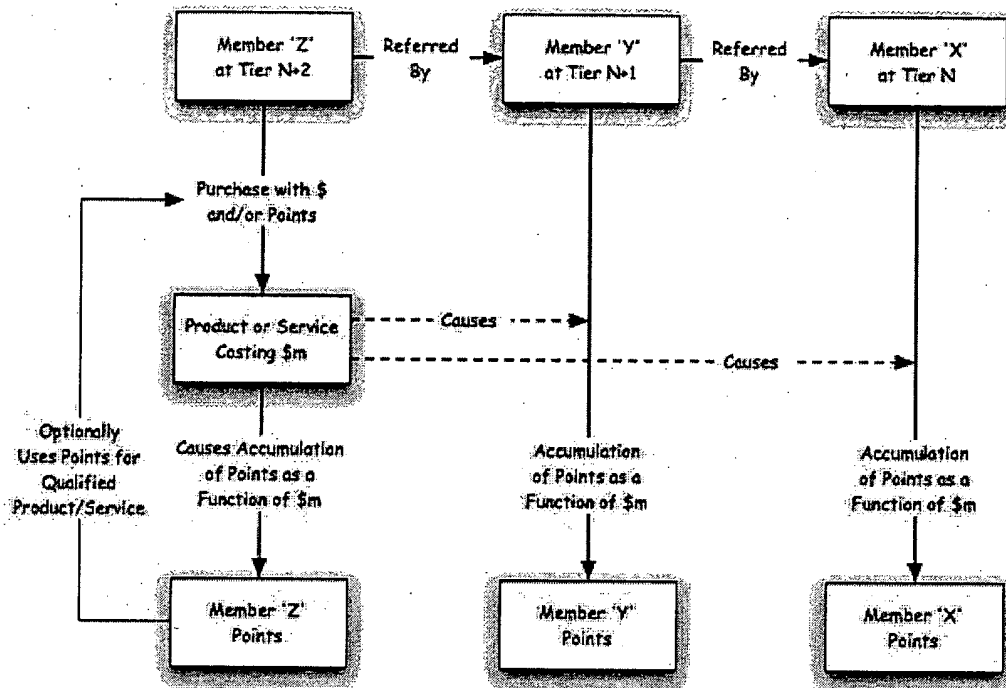 Member "Z"
at Tier N+2
Referred
By
Member "Y"
at Tier N+1
Referred
By
Member "X"
at Tier N
Purchase with $
and/or Points
Product or Service
Costing $m
Causes
Causes
Optionally
Uses Points for
Qualified
Product/Service
Causes Accumulation
of Points as a
Function of $m
Accumulation
of Points as a
Function of $m
Accumulation
of Points as a
Function of $m
Member "Z"
Points
Member "Y"
Points
Member "X"
Points